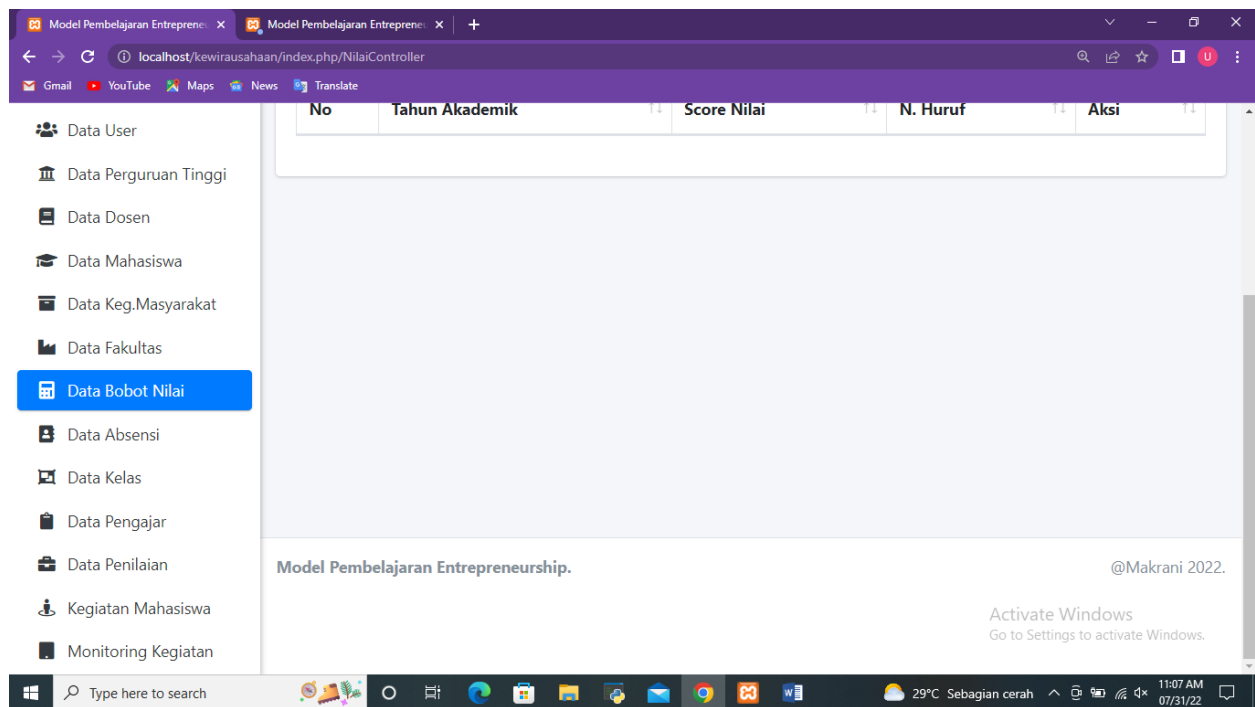 Model Pembelajaran Entreprene
Model Pembelajaran Entreprene
localhost/kewirausahaan/index.php/NilaiController
U
Gmail YouTube Maps News Translate
No Tahun Akademik Score Nilai N. Huruf Aksi
Data User
Data Perguruan Tinggi
Data Dosen
Data Mahasiswa
Data Keg.Masyarakat
Data Fakultas
Data Bobot Nilai
Data Absensi
Data Kelas
Data Pengajar
Data Penilaian
Kegiatan Mahasiswa
Monitoring Kegiatan
Model Pembelajaran Entrepreneurship. @Makrani 2022.
Activate Windows
Go to Settings to activate Windows.
Type here to search
29°C Sebagian cerah
11:07 AM
07/31/22